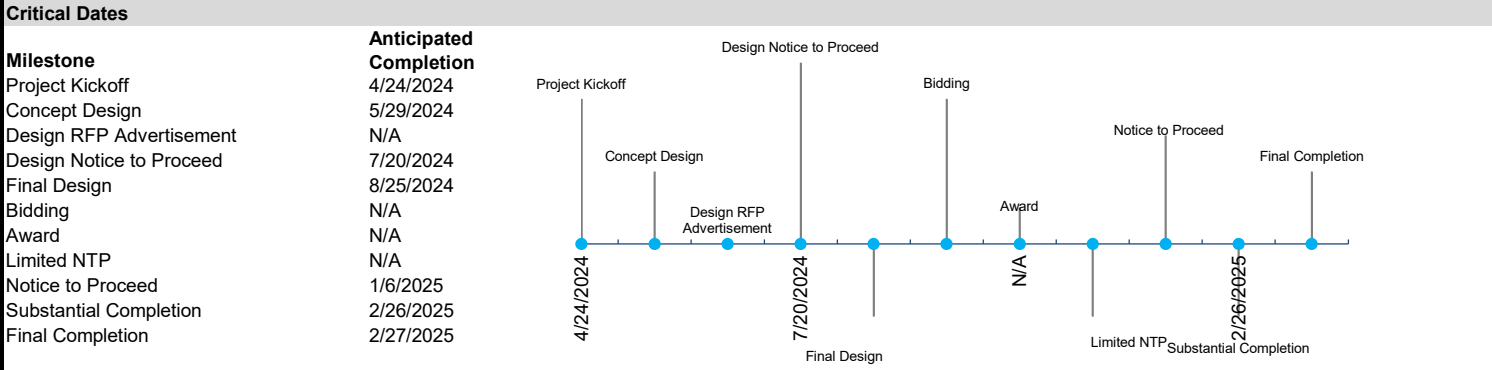 Critical Dates
Milestone Anticipated Completion
Project Kickoff 4/24/2024
Concept Design 5/29/2024
Design RFP Advertisement N/A
Design Notice to Proceed 7/20/2024
Final Design 8/25/2024
Bidding N/A
Award N/A
Limited NTP N/A
Notice to Proceed 1/6/2025
Substantial Completion 2/26/2025
Final Completion 2/27/2025
Design Notice to Proceed
Project Kickoff
Bidding
Notice to Proceed
Concept Design
Final Completion
Design RFP
Advertisement
Award
4/24/2024
7/20/2024
N/A
2/26/2025
Final Design
Limited NTP
Substantial Completion